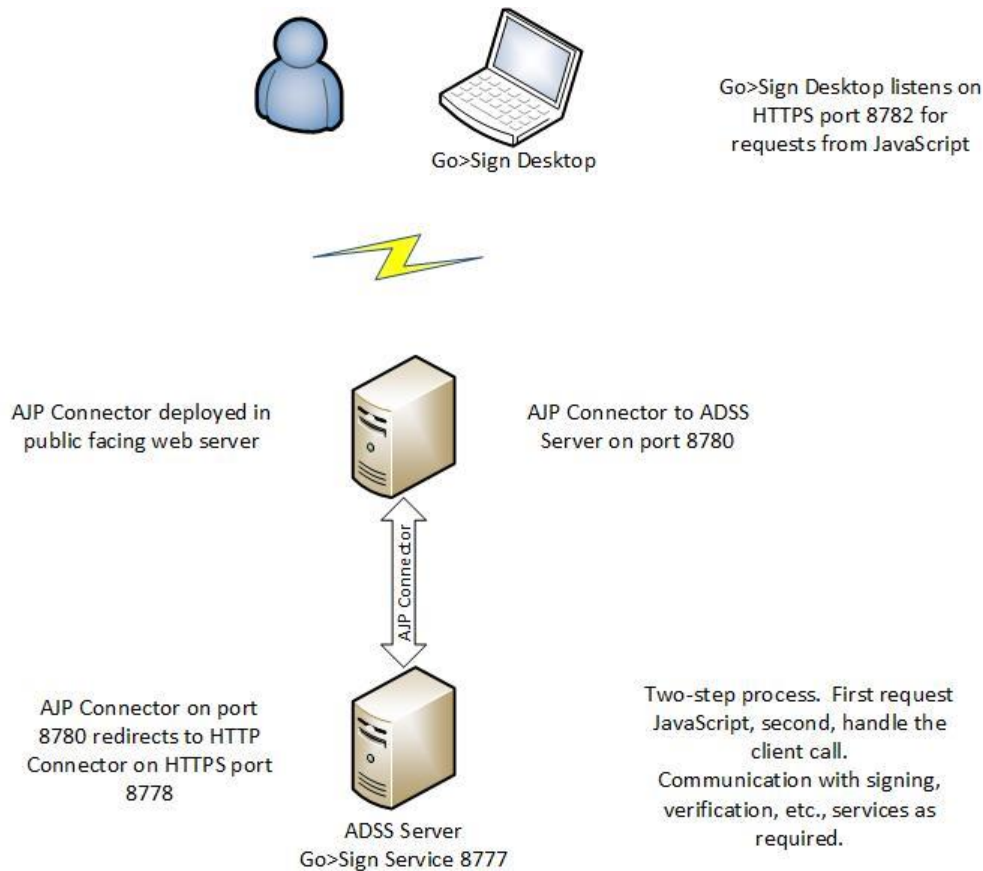 Go>Sign Desktop listens on
HTTPS port 8782 for
requests from JavaScript
Go>Sign Desktop
AJP Connector deployed in
public facing web server
AJP Connector to ADSS
Server on port 8780
AJP Connector
AJP Connector on port
8780 redirects to HTTP
Connector on HTTPS port
8778
Two-step process.  First request
JavaScript, second, handle the
client call.
Communication with signing,
verification, etc., services as
required.
ADSS Server
Go>Sign Service 8777